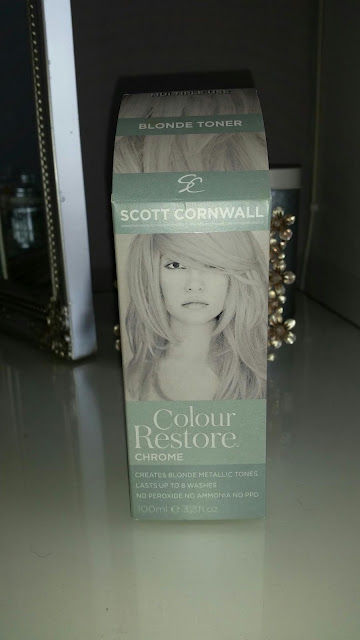 BLONDE TONER
SC
SCOTT CORNWALL
Colour
Restore
CHROME
CREATES BLONDE METALLIC TONES
LASTS UP TO 8 WASHES
NO PEROXIDE NO AMMONIA NO PPD
100ml ℮